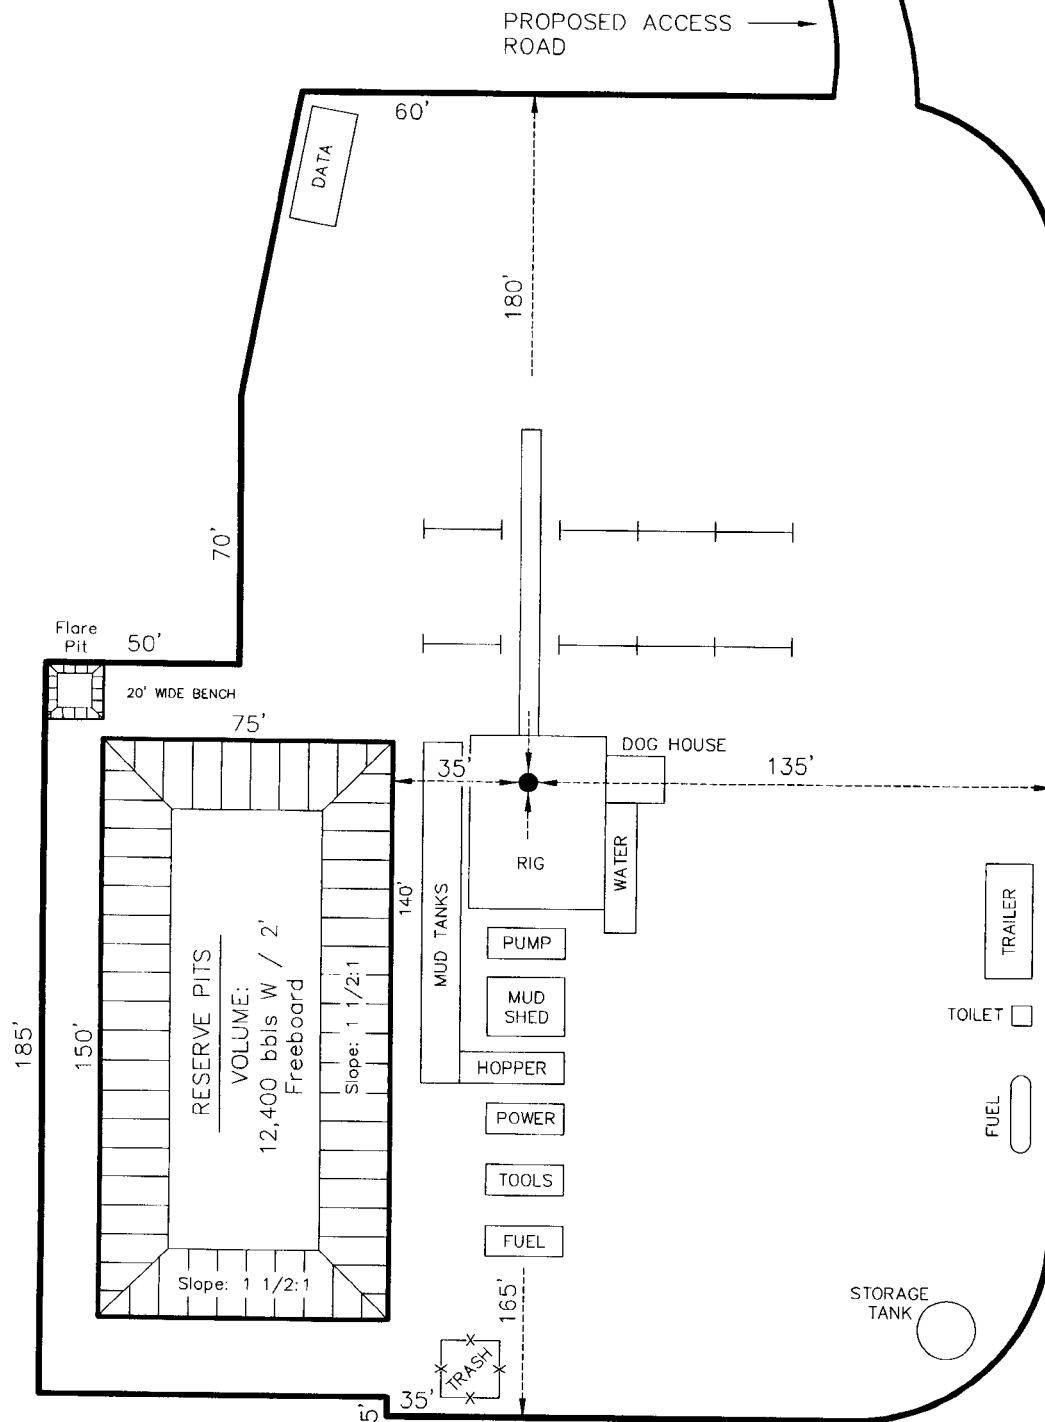 PROPOSED ACCESS
ROAD
60'
DATA
180'
70'
Flare
Pit
50'
20' WIDE BENCH
75'
DOG HOUSE
35'
135'
RIG
WATER
140'
MUD TANKS
TRAILER
PUMP
MUD
SHED
TOILET
HOPPER
185'
150'
RESERVE PITS
VOLUME:
12,400 bbls W / 2'
Freeboard
Slope: 1 1/2:1
POWER
FUEL
TOOLS
FUEL
Slope: 1 1/2:1
165'
STORAGE
TANK
TRASH
35'
5'